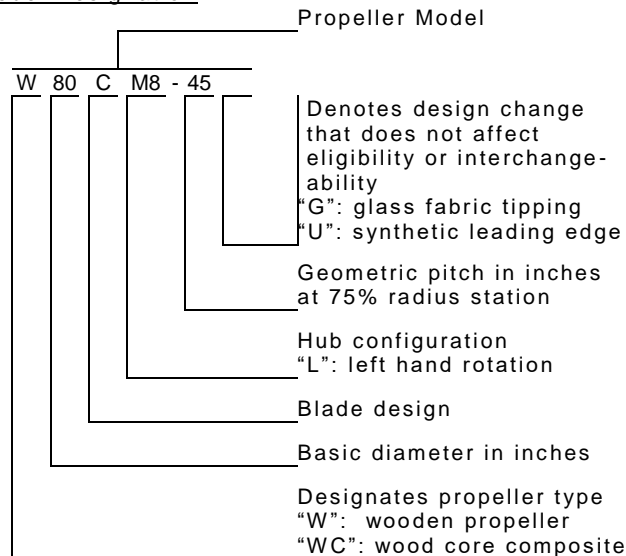 Propeller Model
W 80 C M8 - 45
Denotes design change
that does not affect
eligibility or interchange-
ability
“G”: glass fabric tipping
“U”: synthetic leading edge
Geometric pitch in inches
at 75% radius station
Hub configuration
“L”: left hand rotation
Blade design
Basic diameter in inches
Designates propeller type
“W”: wooden propeller
“WC”: wood core composite